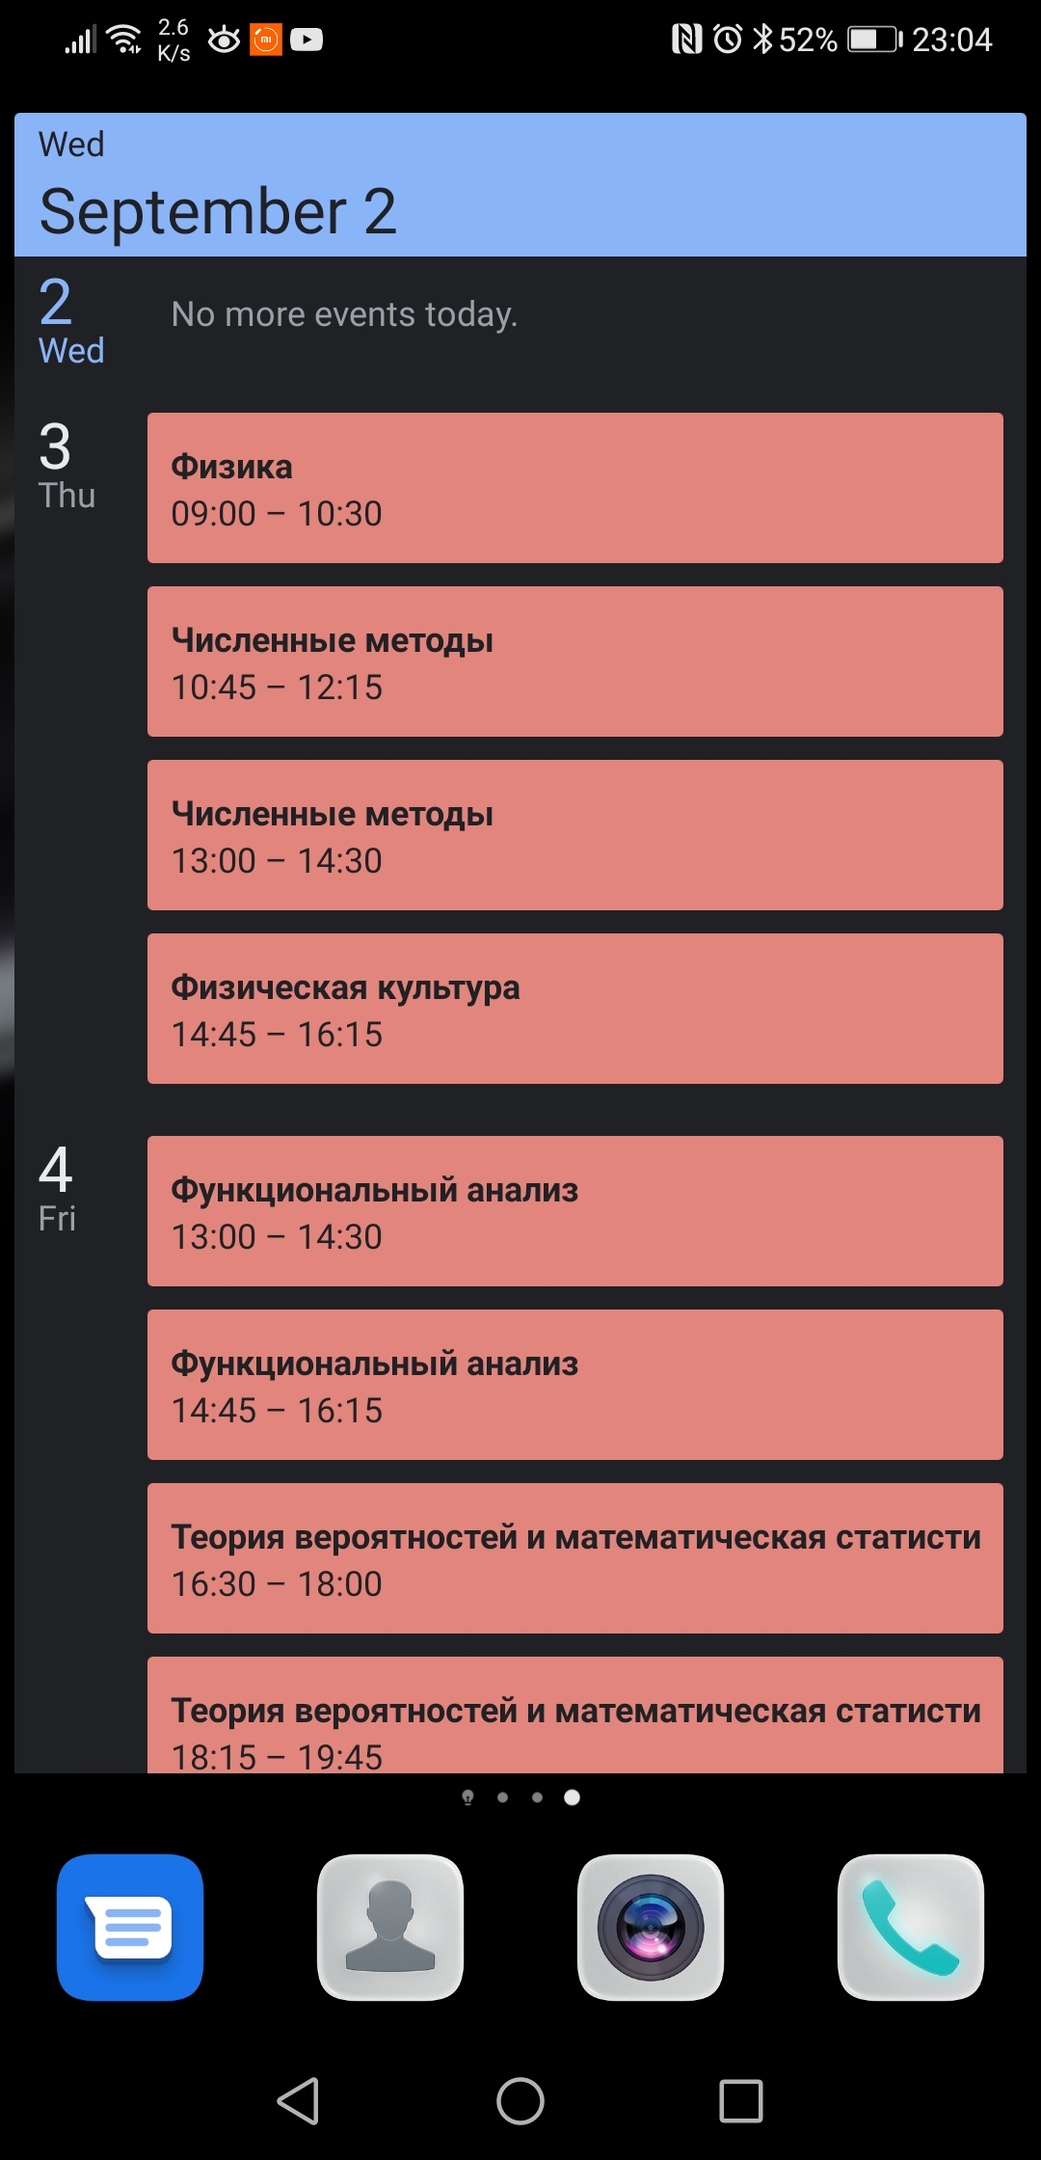 2.6
K/s
52%
23:04
Wed
September 2
2
Wed
No more events today.
3
Thu
Физика
09:00 – 10:30
Численные методы
10:45 – 12:15
Численные методы
13:00 – 14:30
Физическая культура
14:45 – 16:15
4
Fri
Функциональный анализ
13:00 – 14:30
Функциональный анализ
14:45 – 16:15
Теория вероятностей и математическая статисти
16:30 – 18:00
Теория вероятностей и математическая статисти
18:15 – 19:45